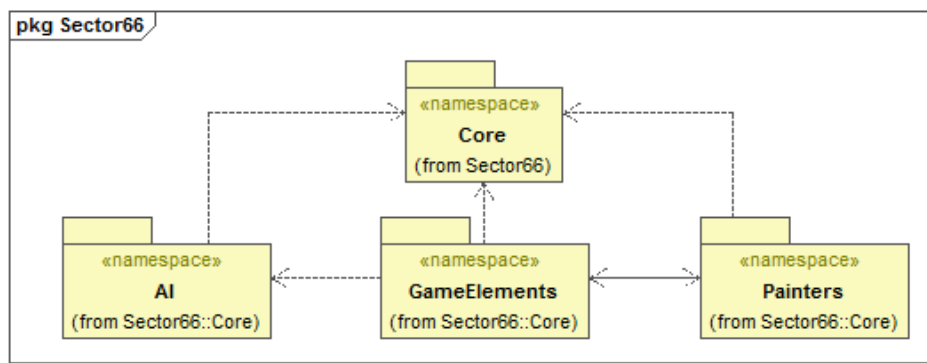 pkg Sector66
«namespace»
Core
(from Sector66)
«namespace»
AI
(from Sector66::Core)
«namespace»
GameElements
(from Sector66::Core)
«namespace»
Painters
(from Sector66::Core)